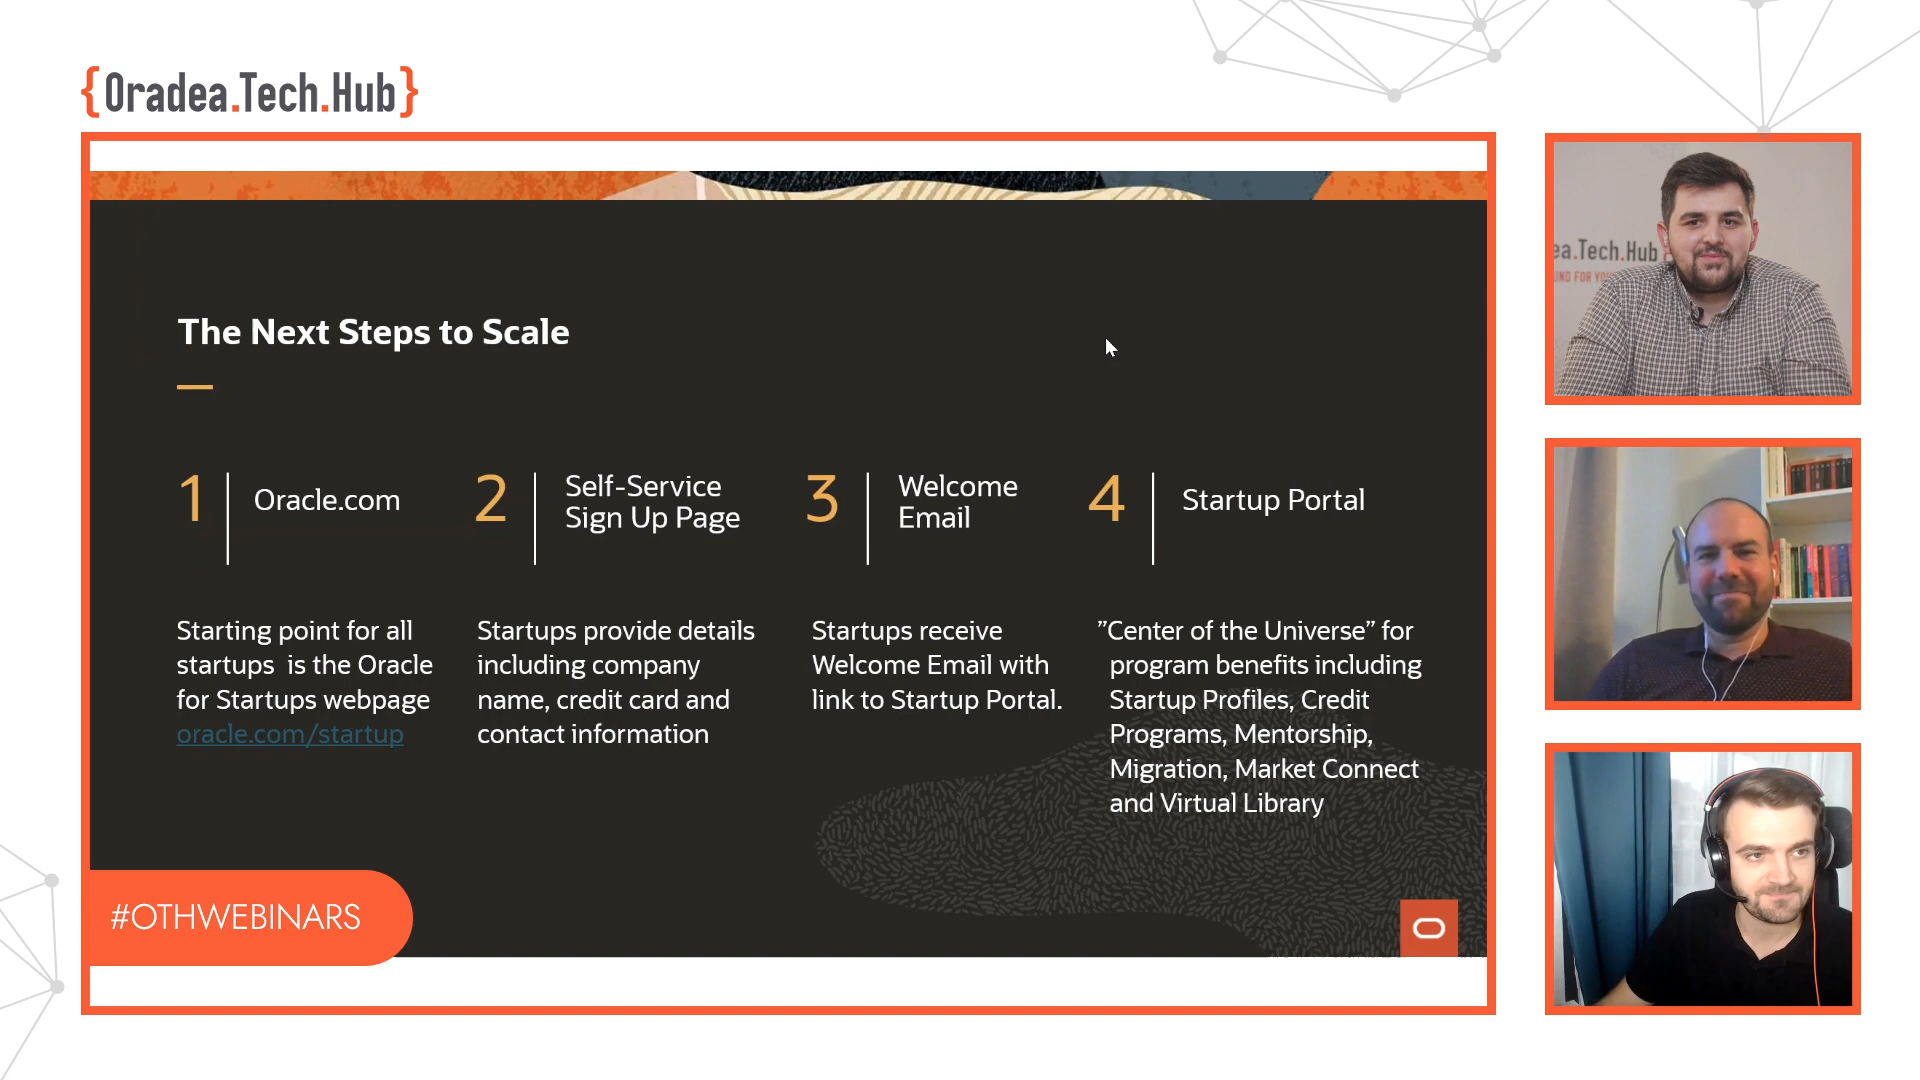 {Oradea.Tech.Hub}
The Next Steps to Scale
1
Oracle.com
2
Self-Service
Sign Up Page
3
Welcome
Email
4
Startup Portal
Starting point for all
startups is the Oracle
for Startups webpage
oracle.com/startup
Startups provide details
including company
name, credit card and
contact information
Startups receive
Welcome Email with
link to Startup Portal.
”Center of the Universe” for
program benefits including
Startup Profiles, Credit
Programs, Mentorship,
Migration, Market Connect
and Virtual Library
#OTHWEBINARS
ea.Tech.Hub
UND FOR YO